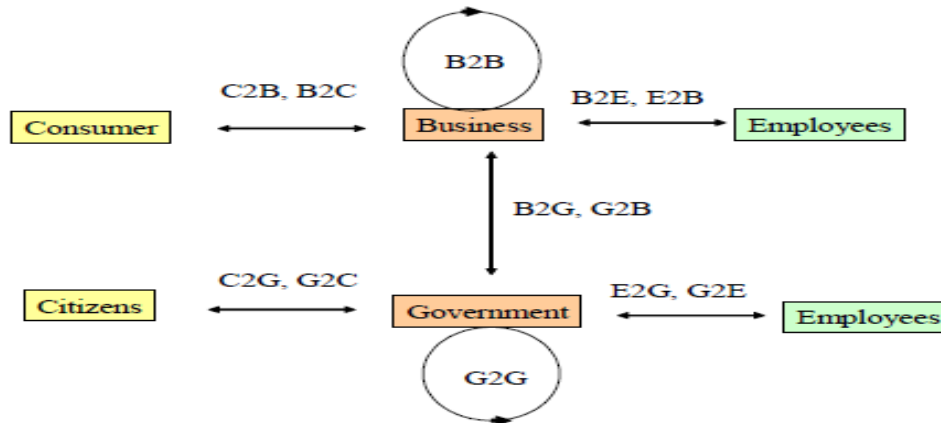 B2B
C2B, B2C
B2E, E2B
Consumer
Business
Employees
B2G, G2B
C2G, G2C
E2G, G2E
Citizens
Government
Employees
G2G